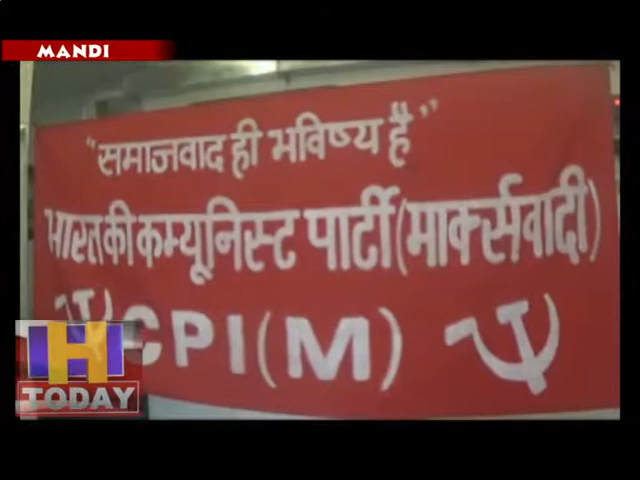 MANDI
"समाजवाद ही भविष्य है"
भारत की कम्यूनिस्ट पार्टी (मार्क्सवादी)
CPI(M)
H TODAY